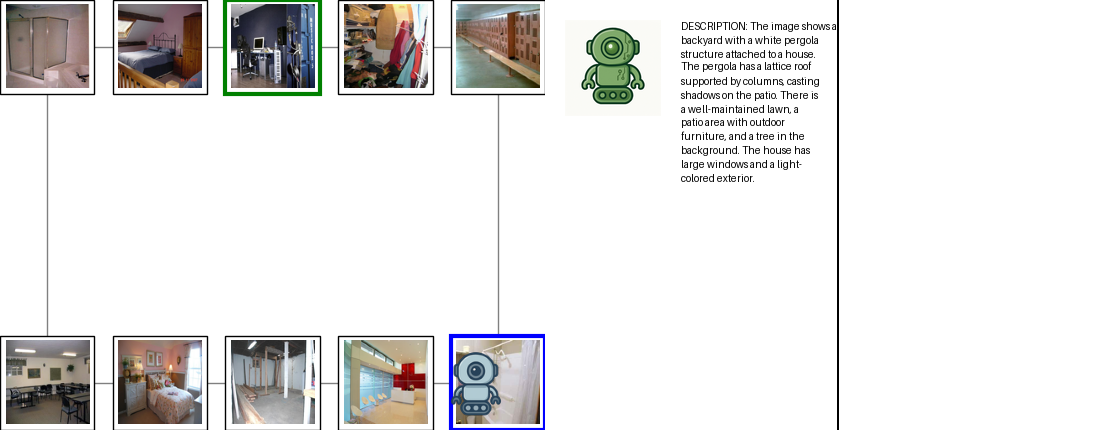 DESCRIPTION: The image shows a
backyard with a white pergola
structure attached to a house.
The pergola has a lattice roof
supported by columns, casting
shadows on the patio. There is
a well-maintained lawn, a
patio area with outdoor
furniture, and a tree in the
background. The house has
large windows and a light-
colored exterior.